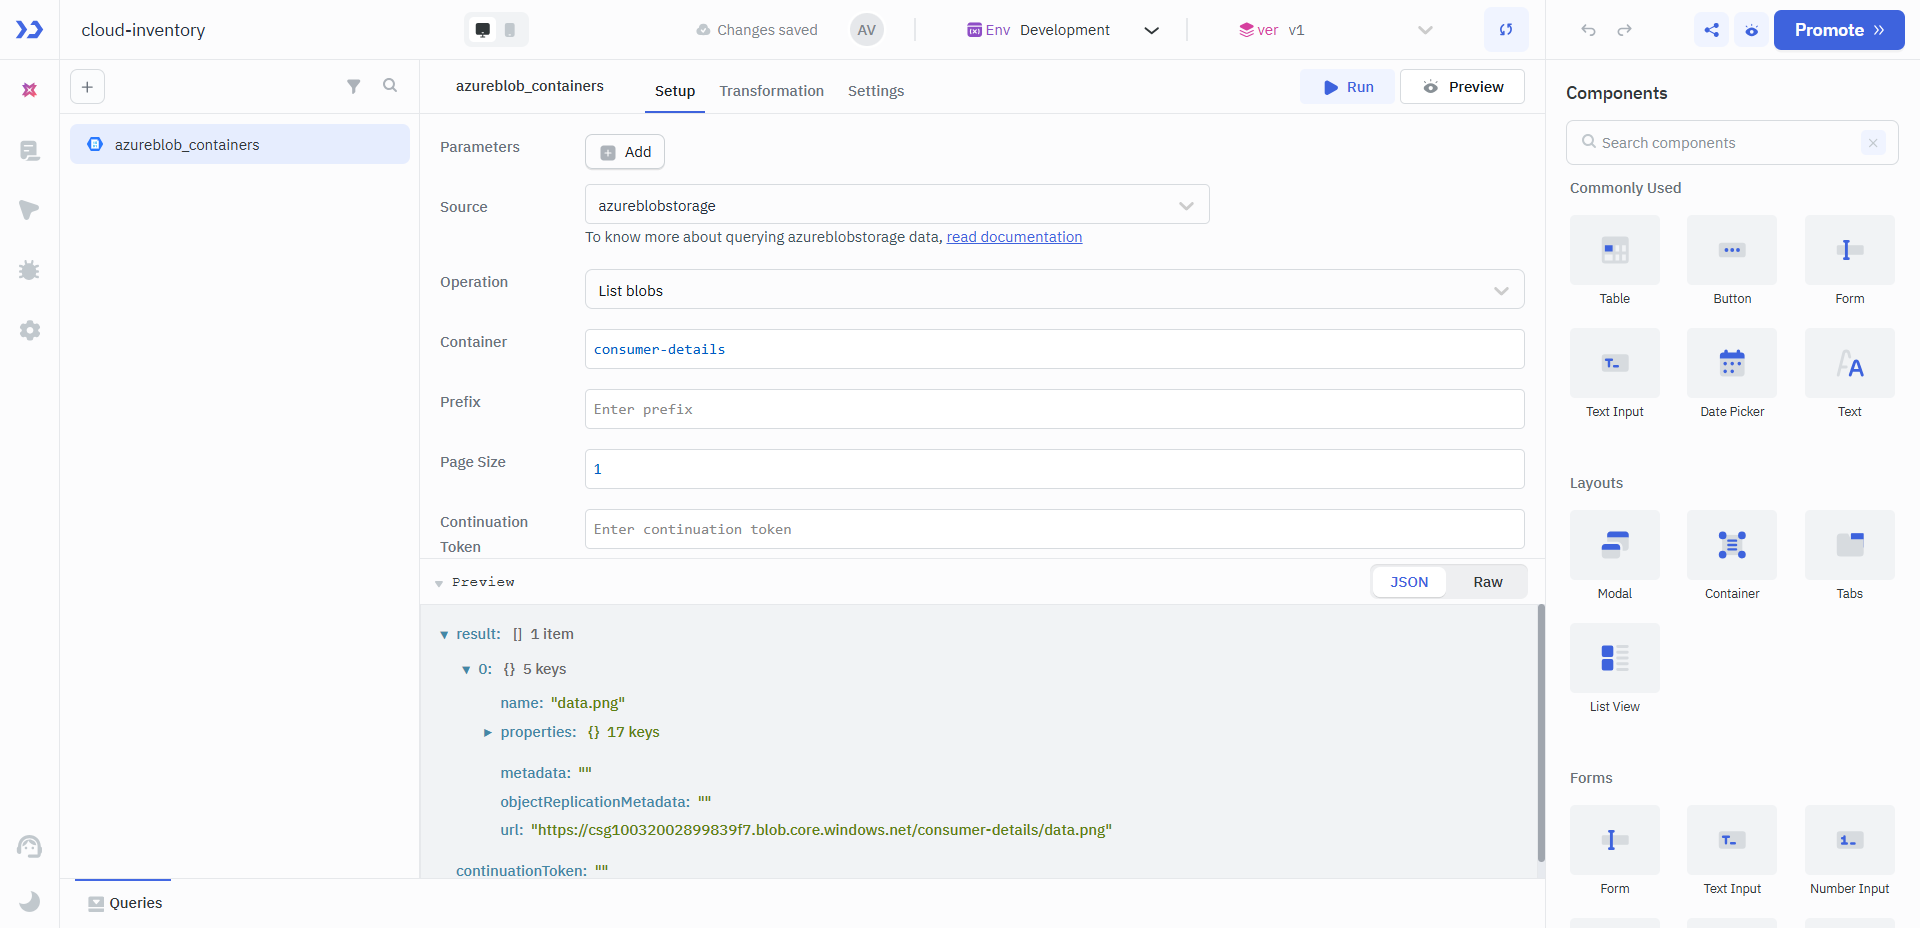 cloud-inventory
Changes saved
AV
Env Development
ver v1
Promote
azureblob_containers
azureblob_containers
Setup
Transformation
Settings
Run
Preview
Parameters
Add
Source
azureblobstorage
To know more about querying azureblobstorage data, read documentation
Operation
List blobs
Container
consumer-details
Prefix
Enter prefix
Page Size
1
Continuation
Token
Enter continuation token
Preview
JSON
Raw
result: [] 1 item
0: {} 5 keys
name: "data.png"
properties: {} 17 keys
metadata: ""
objectReplicationMetadata: ""
url: "https://csg10032002899839f7.blob.core.windows.net/consumer-details/data.png"
continuationToken: ""
Queries
Components
Search components
Commonly Used
Table
Button
Form
Text Input
Date Picker
Text
Layouts
Modal
Container
Tabs
List View
Forms
Form
Text Input
Number Input